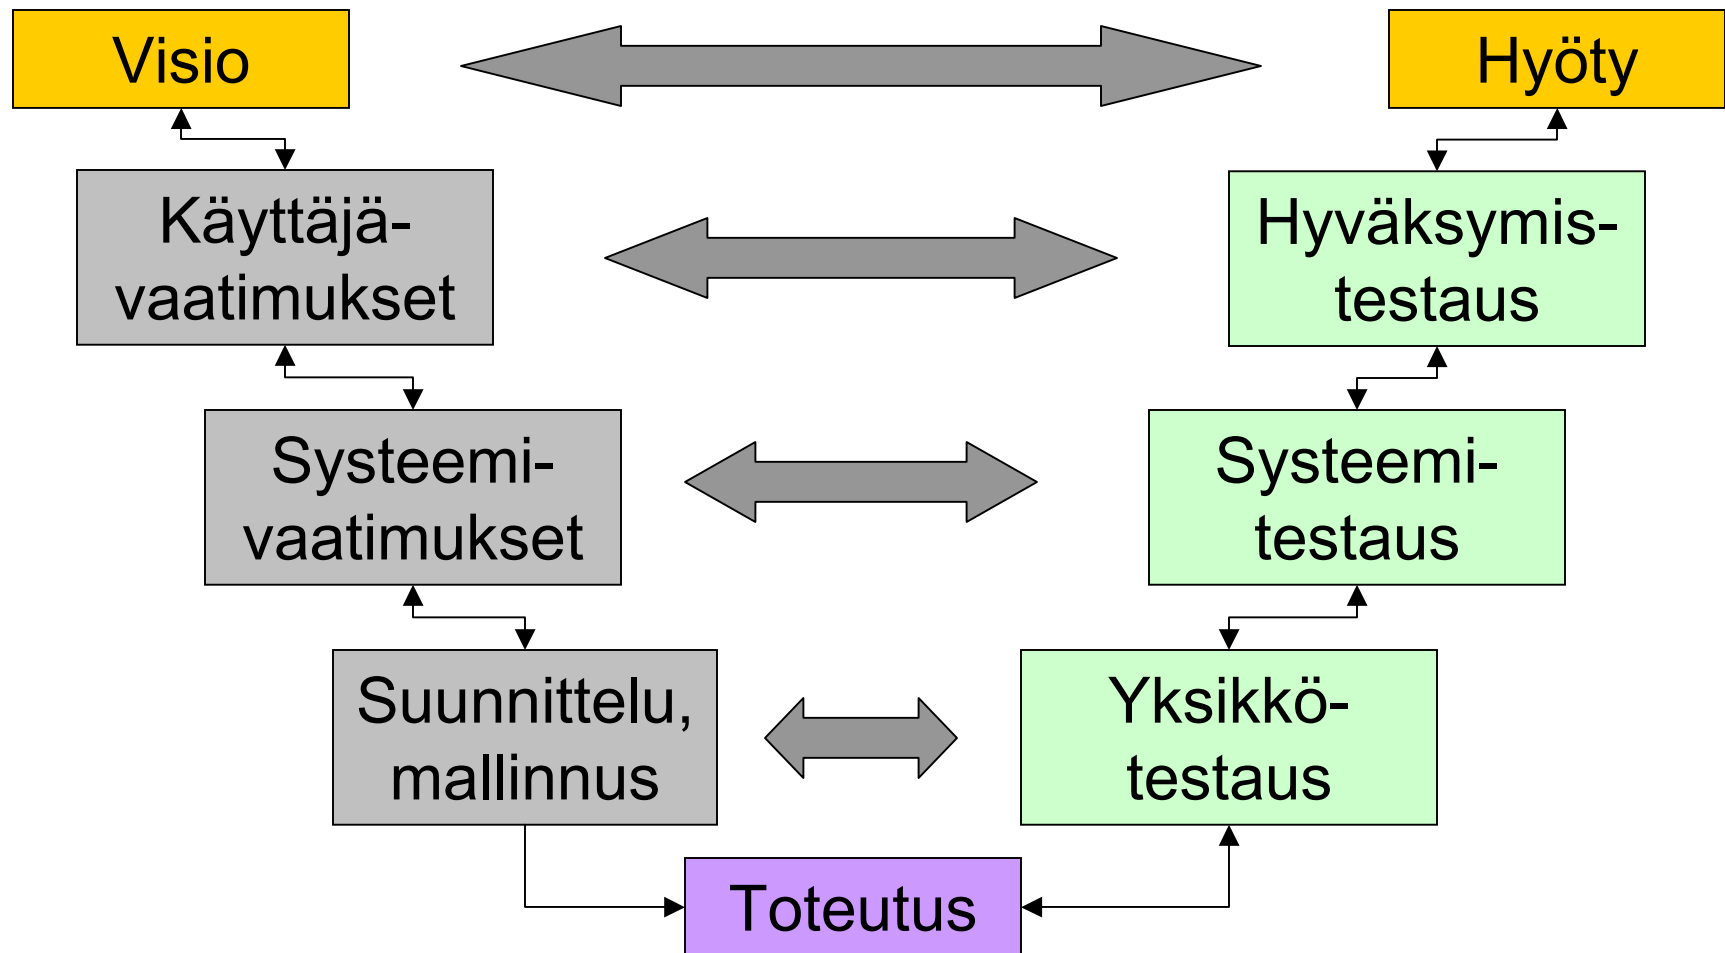 Visio
Hyöty
Käyttäjä-
vaatimukset
Hyväksymis-
testaus
Systeemi-
vaatimukset
Systeemi-
testaus
Suunnittelu,
mallinnus
Yksikkö-
testaus
Toteutus